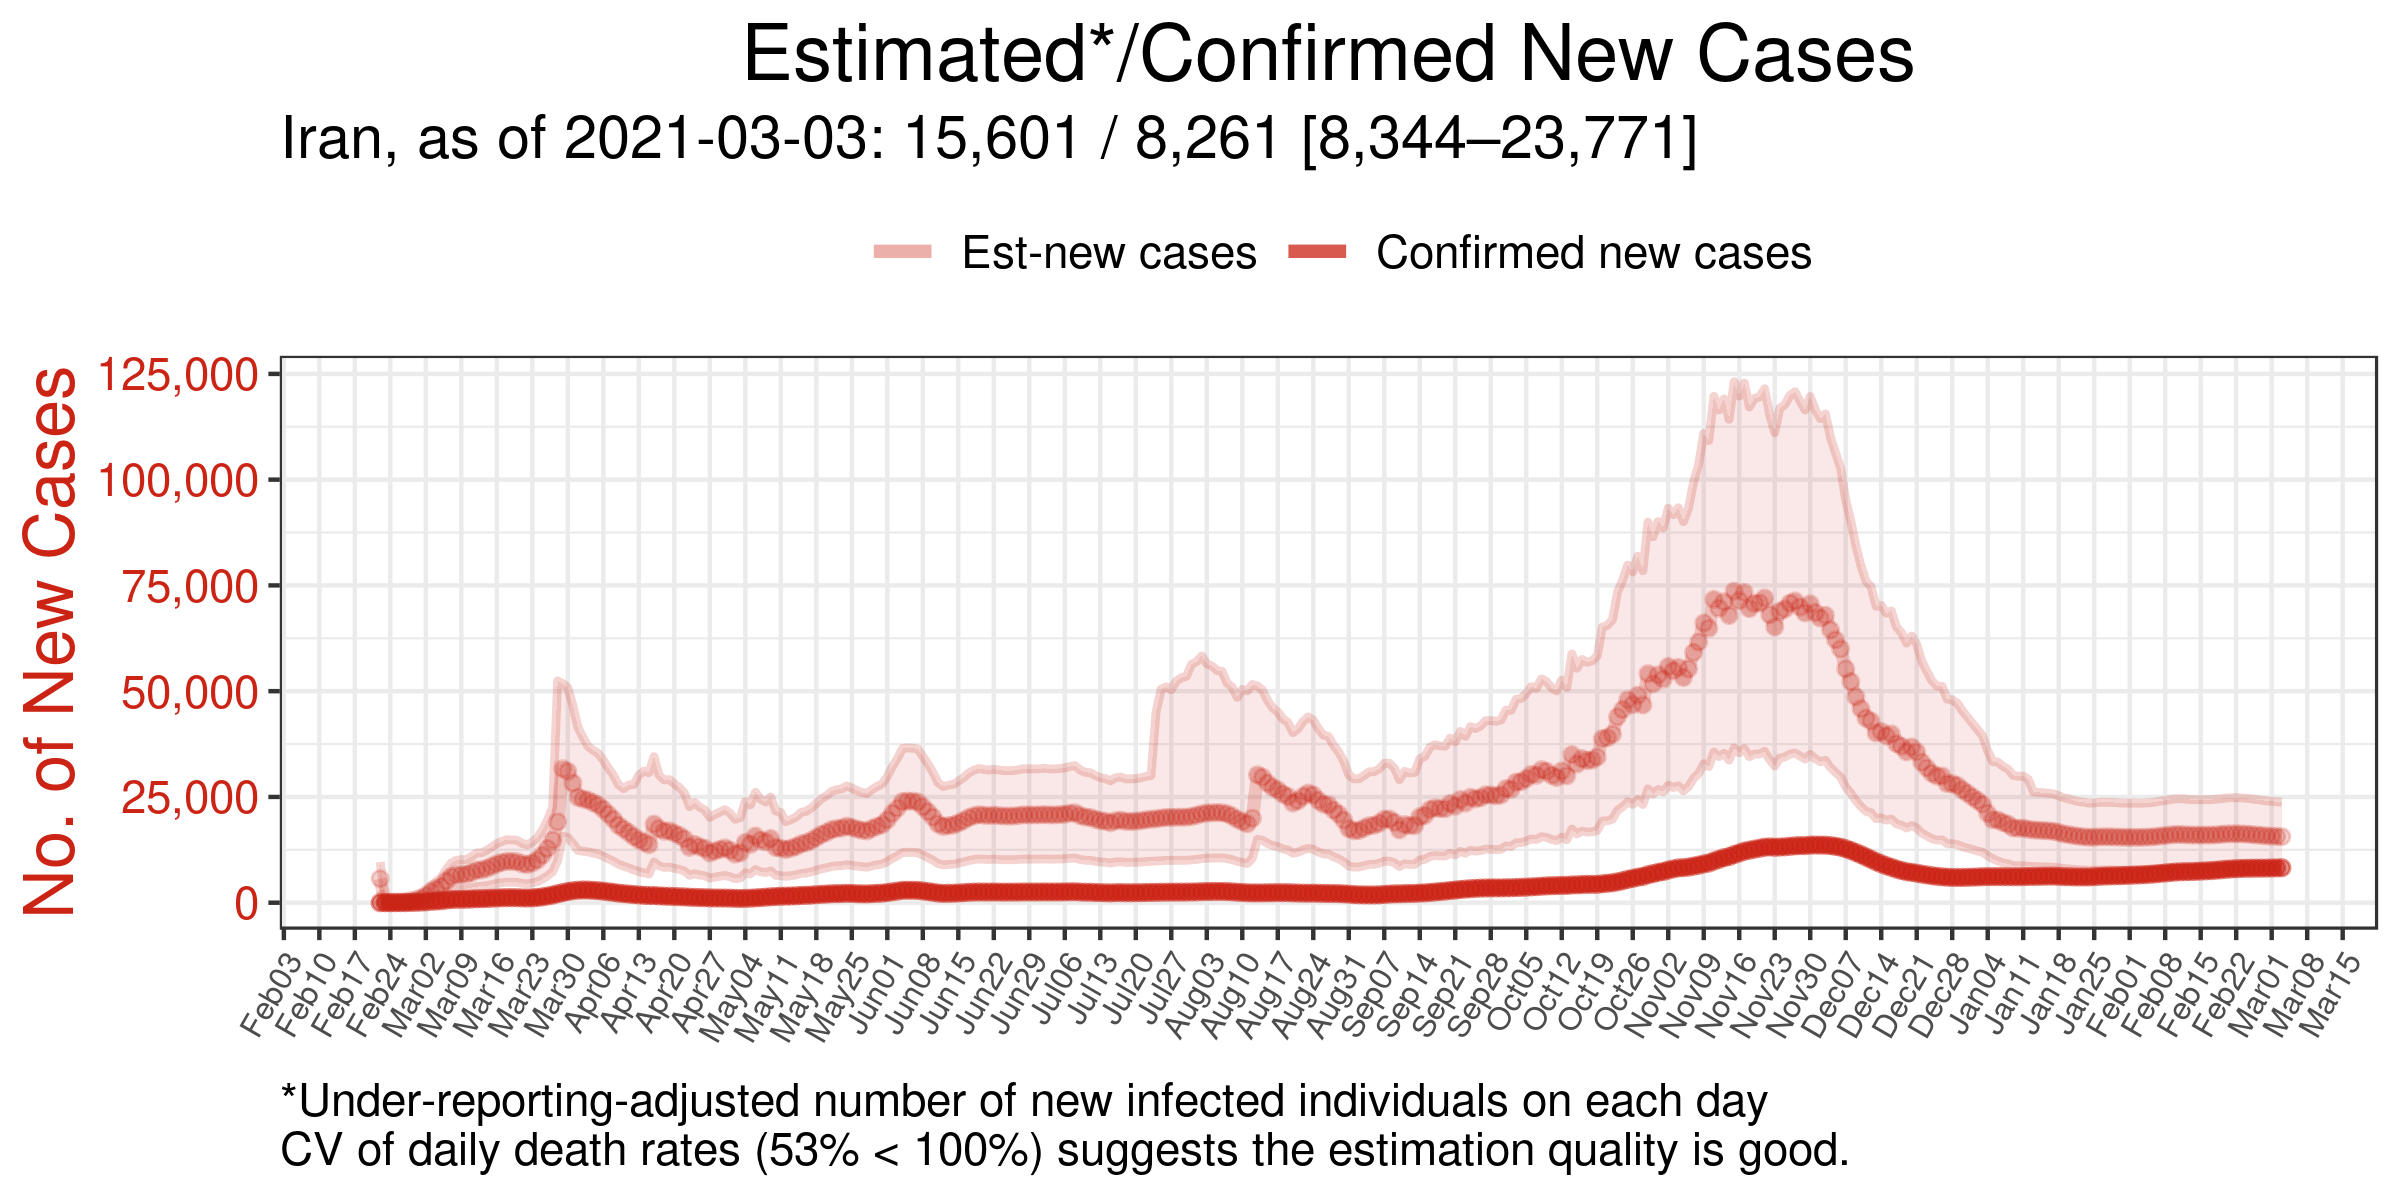 Estimated*/Confirmed New Cases
Iran, as of 2021-03-03: 15,601 / 8,261 [8,344–23,771]
Est-new cases
Confirmed new cases
No. of New Cases
125,000
100,000
75,000
50,000
25,000
0
Feb03
Feb10
Feb17
Feb24
Mar02
Mar09
Mar16
Mar23
Mar30
Apr06
Apr13
Apr20
Apr27
May04
May11
May18
May25
Jun01
Jun08
Jun15
Jun22
Jun29
Jul06
Jul13
Jul20
Jul27
Aug03
Aug10
Aug17
Aug24
Aug31
Sep07
Sep14
Sep21
Sep28
Oct05
Oct12
Oct19
Oct26
Nov02
Nov09
Nov16
Nov23
Nov30
Dec07
Dec14
Dec21
Dec28
Jan04
Jan11
Jan18
Jan25
Feb01
Feb08
Feb15
Feb22
Mar01
Mar08
Mar15
*Under-reporting-adjusted number of new infected individuals on each day
CV of daily death rates (53% < 100%) suggests the estimation quality is good.